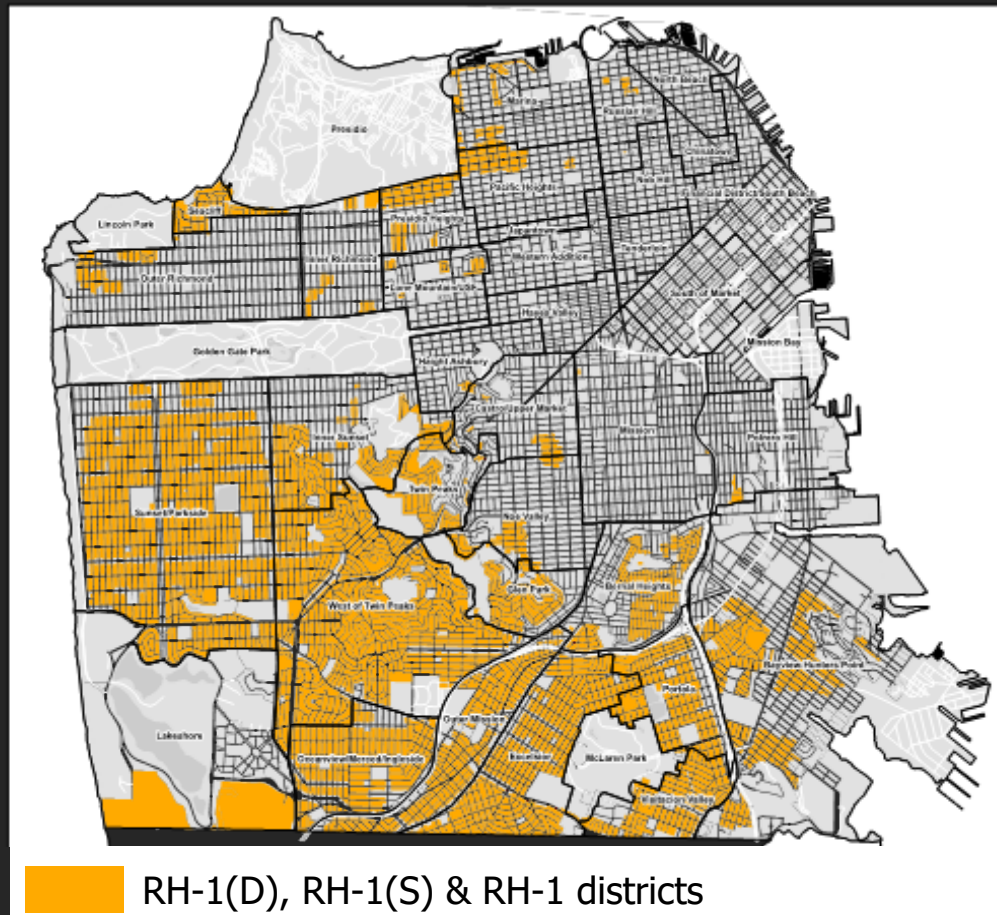 North Beach
Marina
Russian Hill
Presidio
Chinatown
Nob Hill
Pacific Heights
Financial District/South Beach
Seacliff
Lincoln Park
Presidio Heights
Japantown
Tenderloin
Western Addition
Inner Richmond
Outer Richmond
Lone Mountain/USF
South of Market
Hayes Valley
Mission Bay
Golden Gate Park
Haight Ashbury
Castro/Upper Market
Mission
Potrero Hill
Inner Sunset
Twin Peaks
Sunset/Parkside
Noe Valley
Glen Park
Bernal Heights
West of Twin Peaks
Bayview Hunters Point
Portola
Outer Mission
Lakeshore
Oceanview/Merced/Ingleside
Excelsior
McLaren Park
Visitacion Valley
RH-1(D), RH-1(S) & RH-1 districts